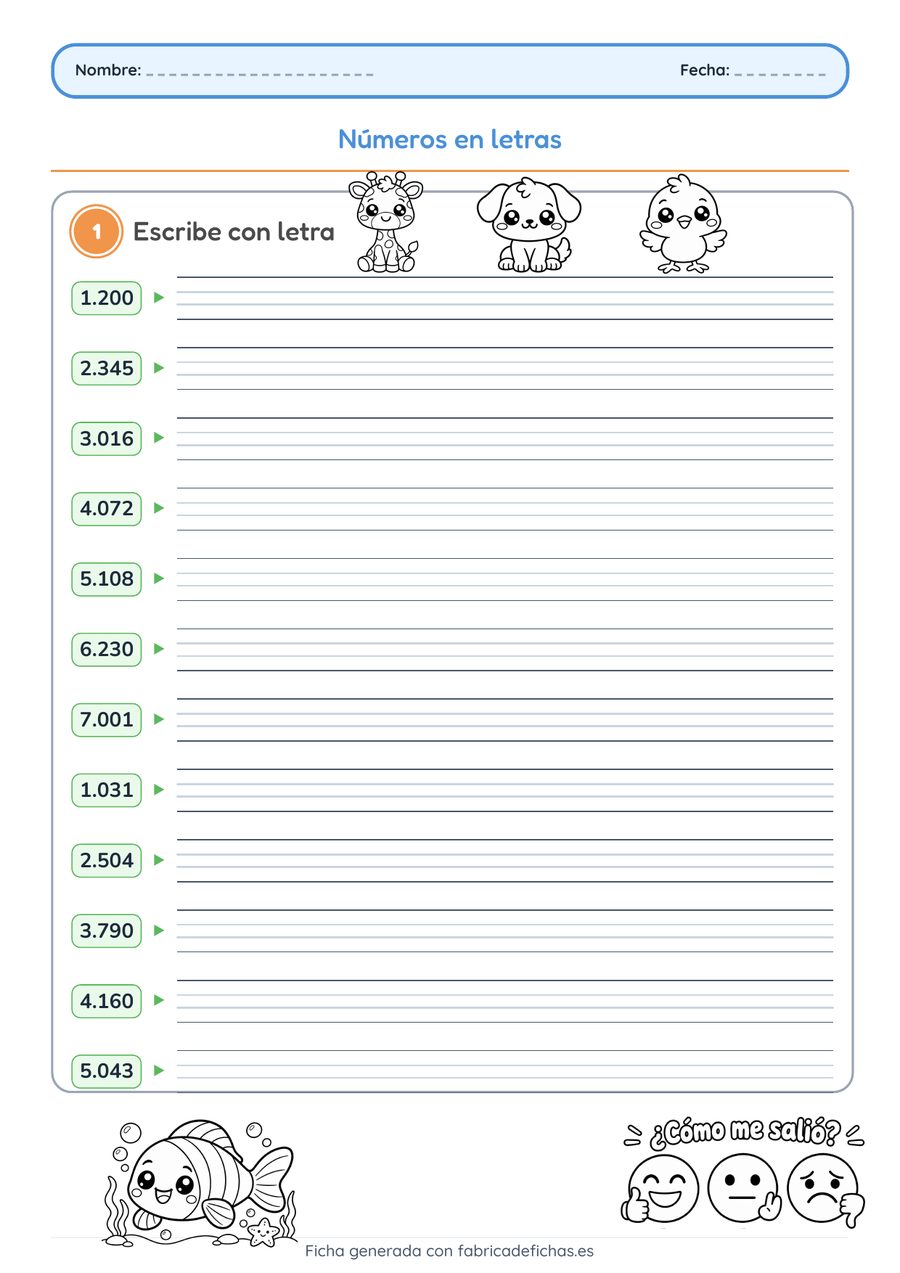 Nombre: Fecha:
Números en letras
1 Escribe con letra
1.200
2.345
3.016
4.072
5.108
6.230
7.001
1.031
2.504
3.790
4.160
5.043
¿Cómo me salió?
Ficha generada con fabricadefichas.es